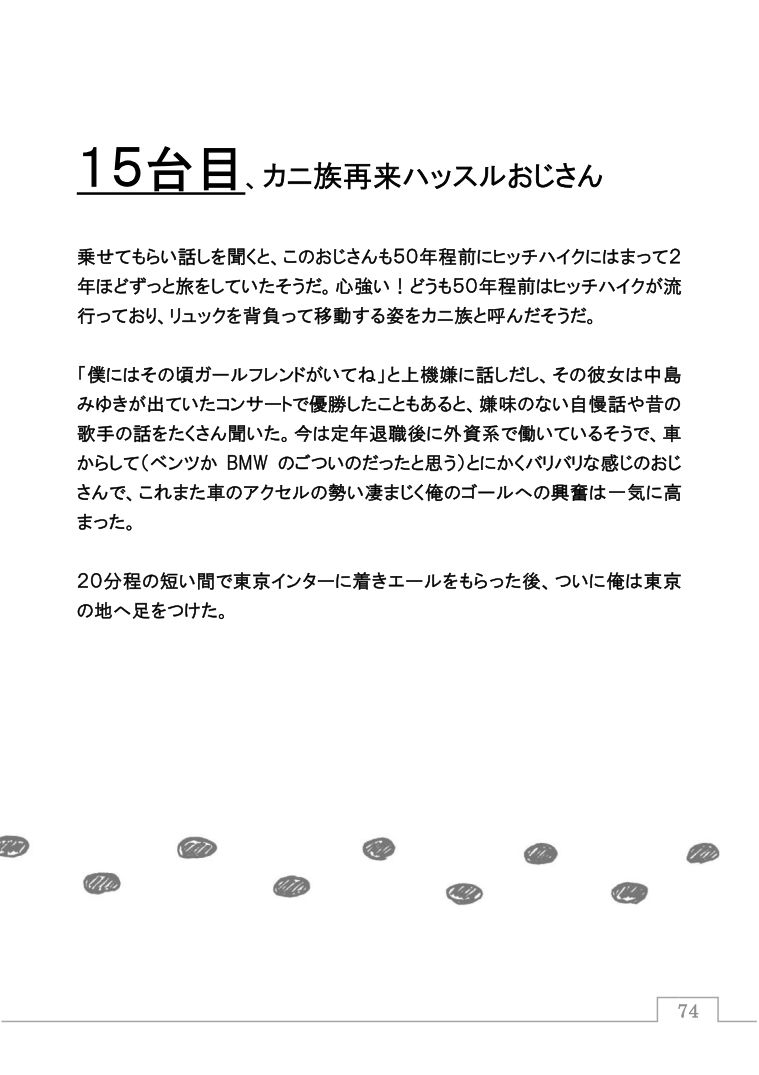 15台目、カニ族再来ハッスルおじさん
乗せてもらい話しを聞くと、このおじさんも50年程前にヒッチハイクにはまって2
年ほどずっと旅をしていたそうだ。心強い！どうも50年程前はヒッチハイクが流
行っており、リュックを背負って移動する姿をカニ族と呼んだそうだ。
「僕にはその頃ガールフレンドがいてね」と上機嫌に話しだし、その彼女は中島
みゆきが出ていたコンサートで優勝したこともあると、嫌味のない自慢話や昔の
歌手の話をたくさん聞いた。今は定年退職後に外資系で働いているそうで、車
からして（ベンツか BMW のごついのだったと思う）とにかくバリバリな感じのおじ
さんで、これまた車のアクセルの勢い凄まじく俺のゴールへの興奮は一気に高
まった。
20分程の短い間で東京インターに着きエールをもらった後、ついに俺は東京
の地へ足をつけた。
74